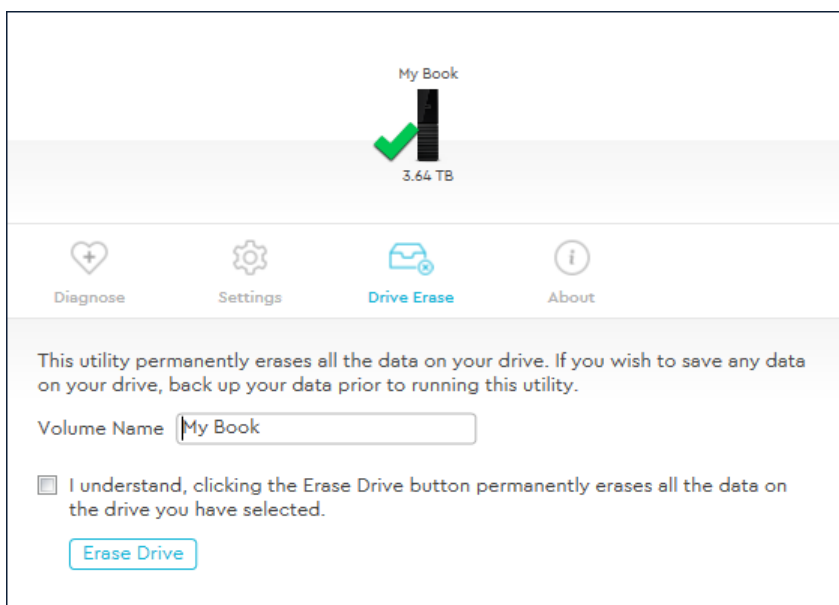 My Book
3.64 TB
Diagnose
Settings
Drive Erase
About
This utility permanently erases all the data on your drive. If you wish to save any data
on your drive, back up your data prior to running this utility.
Volume Name My Book
I understand, clicking the Erase Drive button permanently erases all the data on
the drive you have selected.
Erase Drive